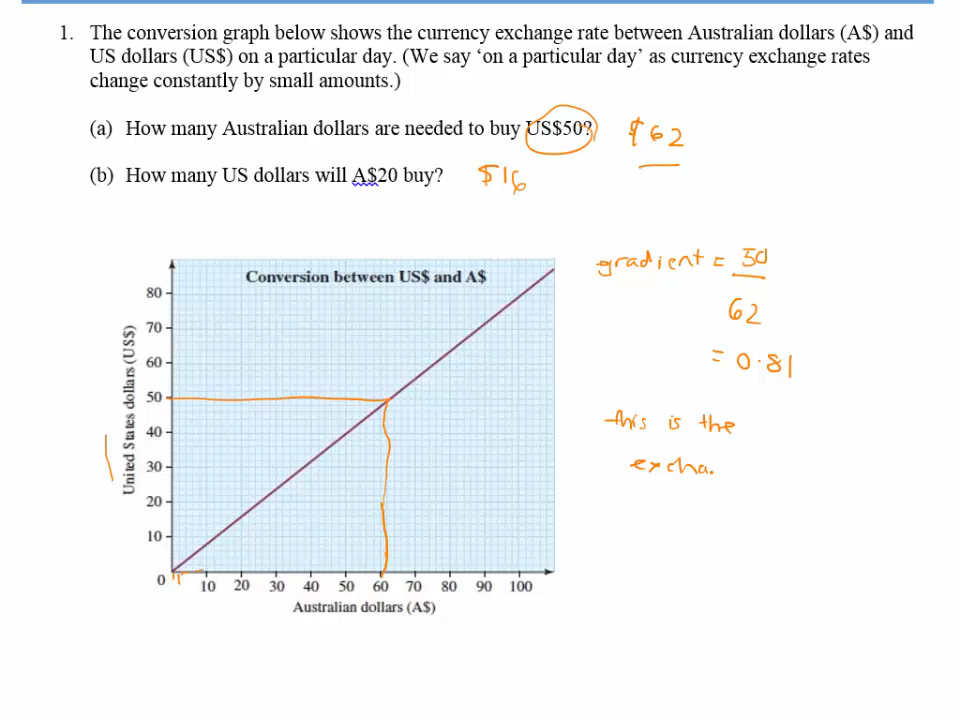 1. The conversion graph below shows the currency exchange rate between Australian dollars (A$) and
US dollars (US$) on a particular day. (We say ‘on a particular day’ as currency exchange rates
change constantly by small amounts.)
(a) How many Australian dollars are needed to buy US$50? $62
(b) How many US dollars will A$20 buy? $16
Conversion between US$ and A$
United States dollars (US$)
80
70
60
50
40
30
20
10
0
10 20 30 40 50 60 70 80 90 100
Australian dollars (A$)
gradient = 50
62
= 0.81
this is the
excha.